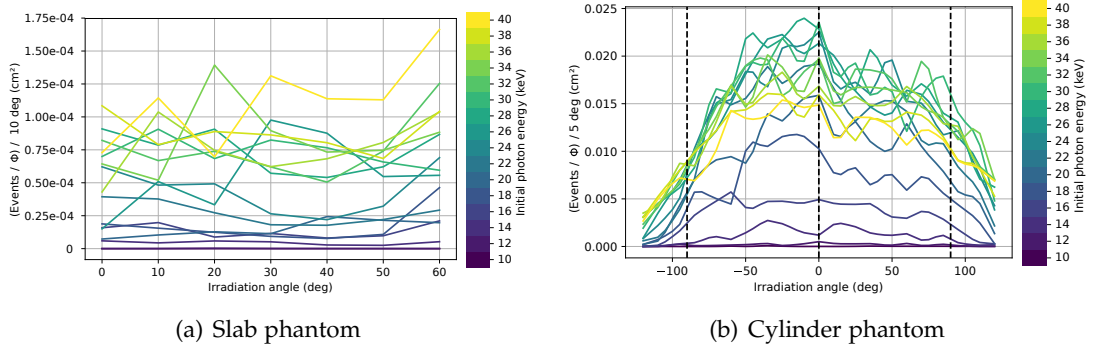 1.75e-04
1.50e-04
1.25e-04
1.00e-04
0.75e-04
0.50e-04
0.25e-04
0
(Events / Φ) / 10 deg (cm²)
0 10 20 30 40 50 60
Irradiation angle (deg)
40
38
36
34
32
30
28
26
24
22
20
18
16
14
12
10
Initial photon energy (keV)
(a) Slab phantom
0.025
0.020
0.015
0.010
0.005
0.000
(Events / Φ) / 5 deg (cm²)
−100 −50 0 50 100
Irradiation angle (deg)
40
38
36
34
32
30
28
26
24
22
20
18
16
14
12
10
Initial photon energy (keV)
(b) Cylinder phantom